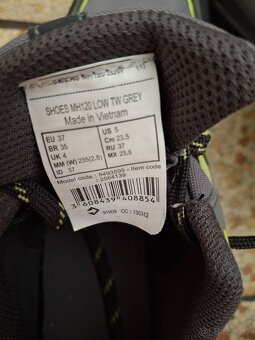 SHOES MH120 LOW TW GREY
Made in Vietnam
EU 37 US 5
BR 35 Cm 23.5
UK 4 RU 37
MM (W) 235(2.5) MX 23.5
ID 37
Model code : 8493595 - Item code
: 2564139
3 608439 408854
91909 CC : 130312